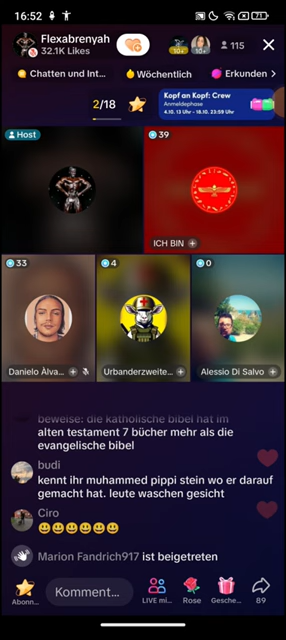 16:52
71
Flexabrenyah
32.1K Likes
10+
10+
115
Chatten und Int...
Wöchentlich
Erkunden
2/18
Kopf an Kopf: Crew
Anmeldephase
4.10. 13 Uhr - 18.10. 23:59 Uhr
Host
39
ICH BIN
33
4
0
Danielo Àlva...
Urbanderzweite...
Alessio Di Salvo
beweise: die katholische bibel hat im
alten testament 7 bücher mehr als die
evangelische bibel
budi
kennt ihr muhammed pippi stein wo er darauf
gemacht hat. leute waschen gesicht
Ciro
😃😃😃😃😃😃
Marion Fandrich917 ist beigetreten
Abonn...
Komment...
LIVE mi...
Rose
Gesche...
89